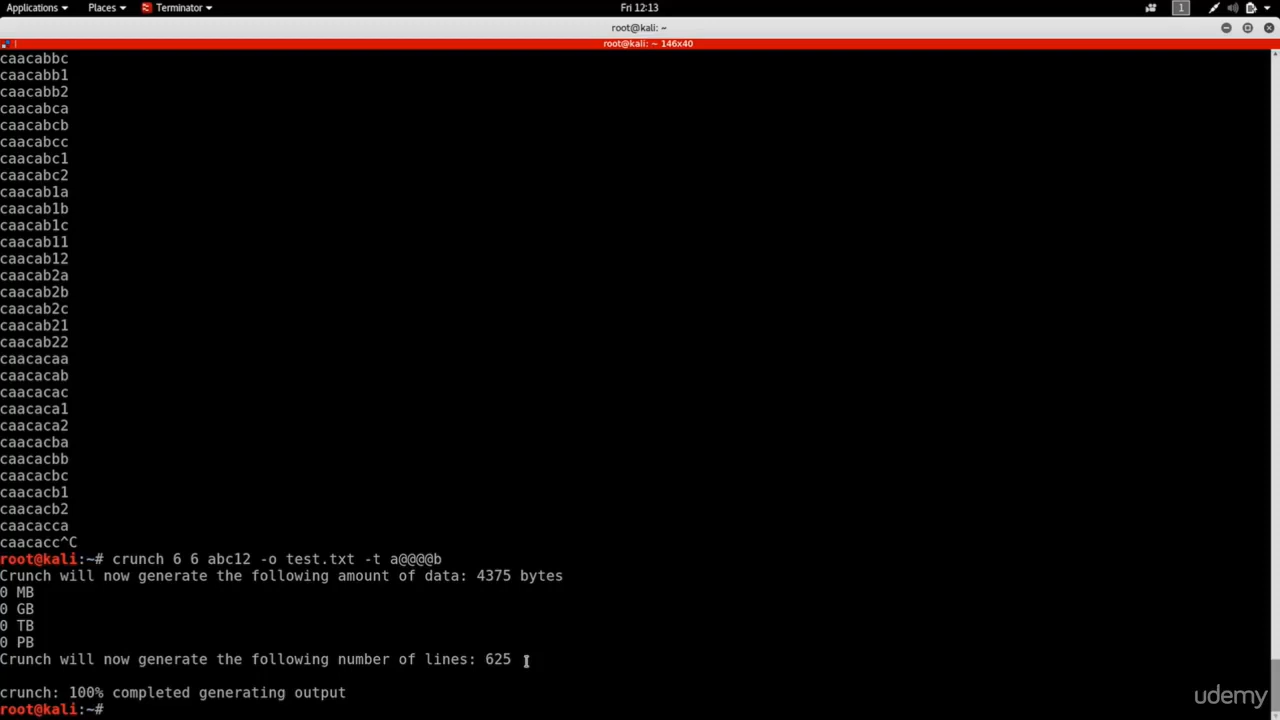 Applications Places Terminator Fri 12:13 1
root@kali: ~
root@kali: ~ 146x40
caacabbc
caacabb1
caacabb2
caacabca
caacabcb
caacabcc
caacabc1
caacabc2
caacab1a
caacab1b
caacab1c
caacab11
caacab12
caacab2a
caacab2b
caacab2c
caacab21
caacab22
caacacaa
caacacab
caacacac
caacaca1
caacaca2
caacacba
caacacbb
caacacbc
caacacb1
caacacb2
caacacca
caacacc^C
root@kali:~# crunch 6 6 abc12 -o test.txt -t a@@@@b
Crunch will now generate the following amount of data: 4375 bytes
0 MB
0 GB
0 TB
0 PB
Crunch will now generate the following number of lines: 625
crunch: 100% completed generating output
root@kali:~#
udemy